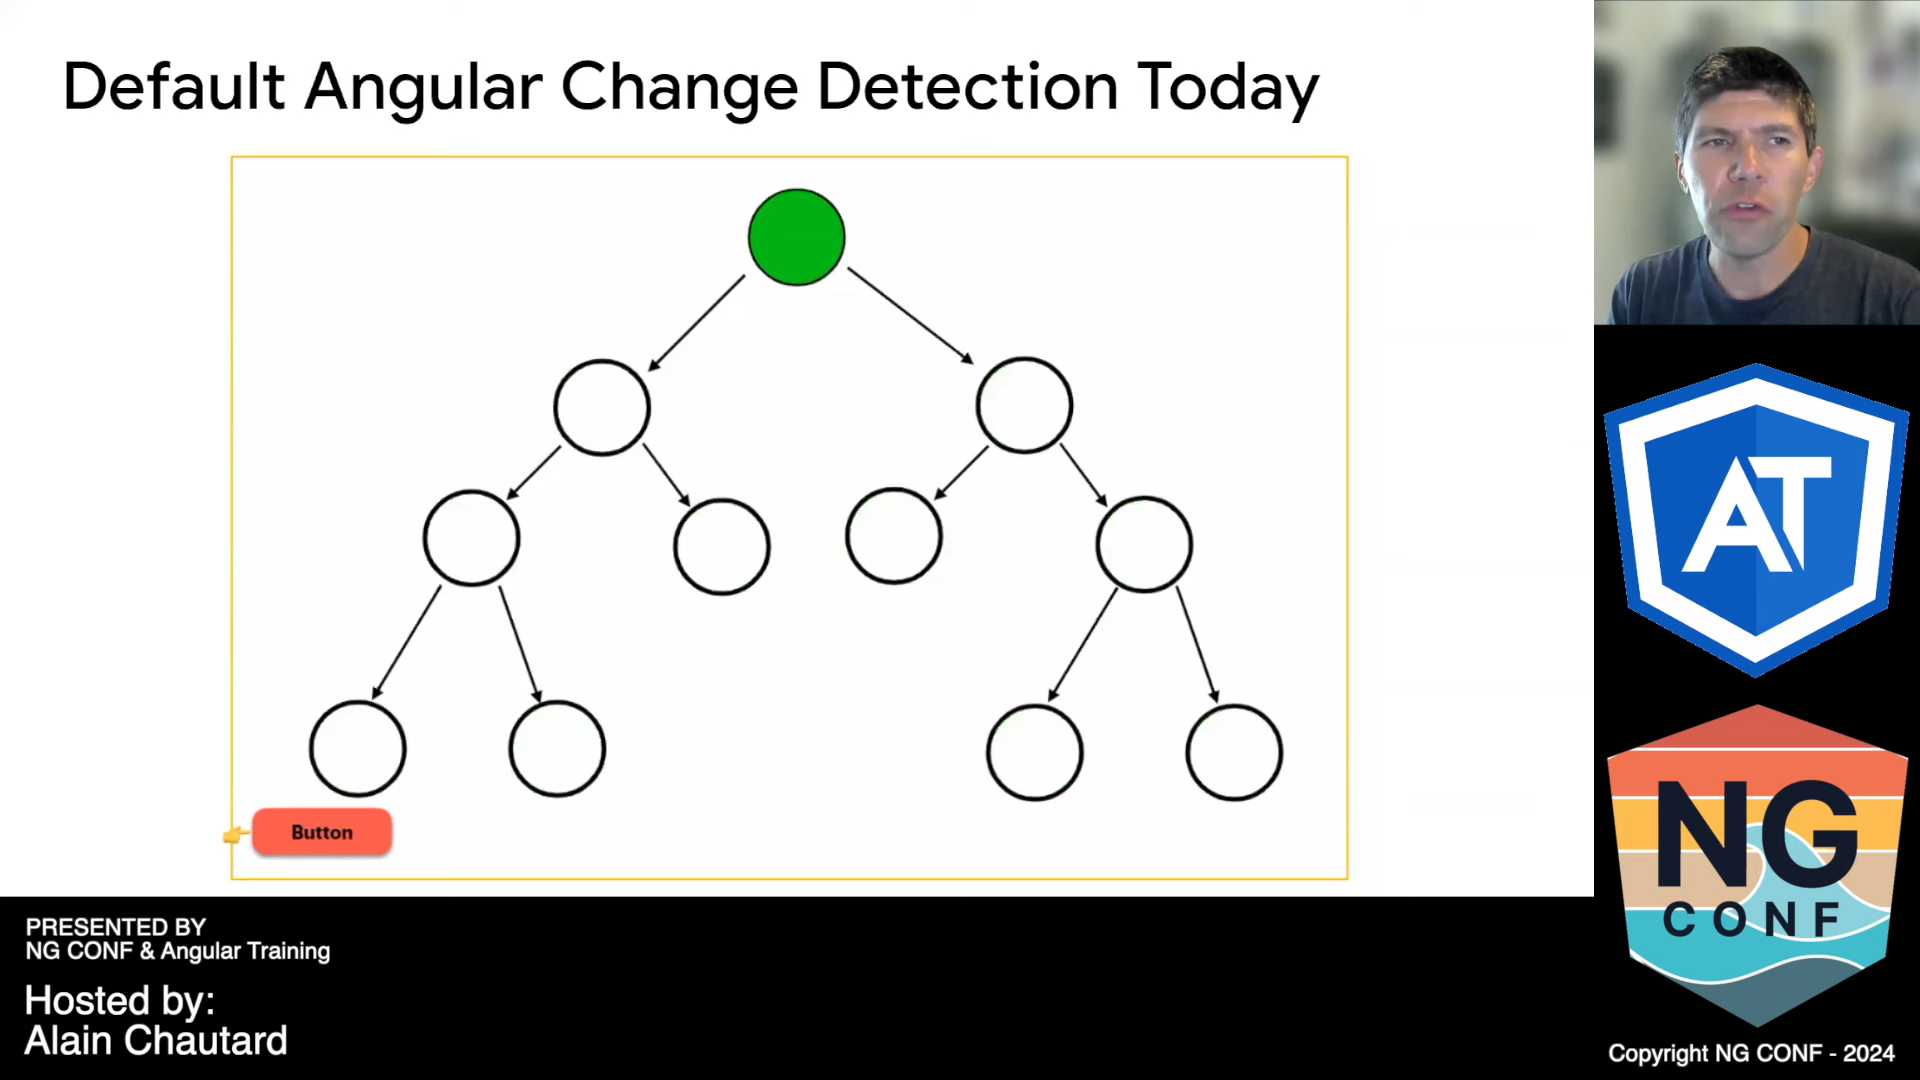 Default Angular Change Detection Today
Button
AT
NG
CONF
PRESENTED BY
NG CONF & Angular Training
Hosted by:
Alain Chautard
Copyright NG CONF - 2024